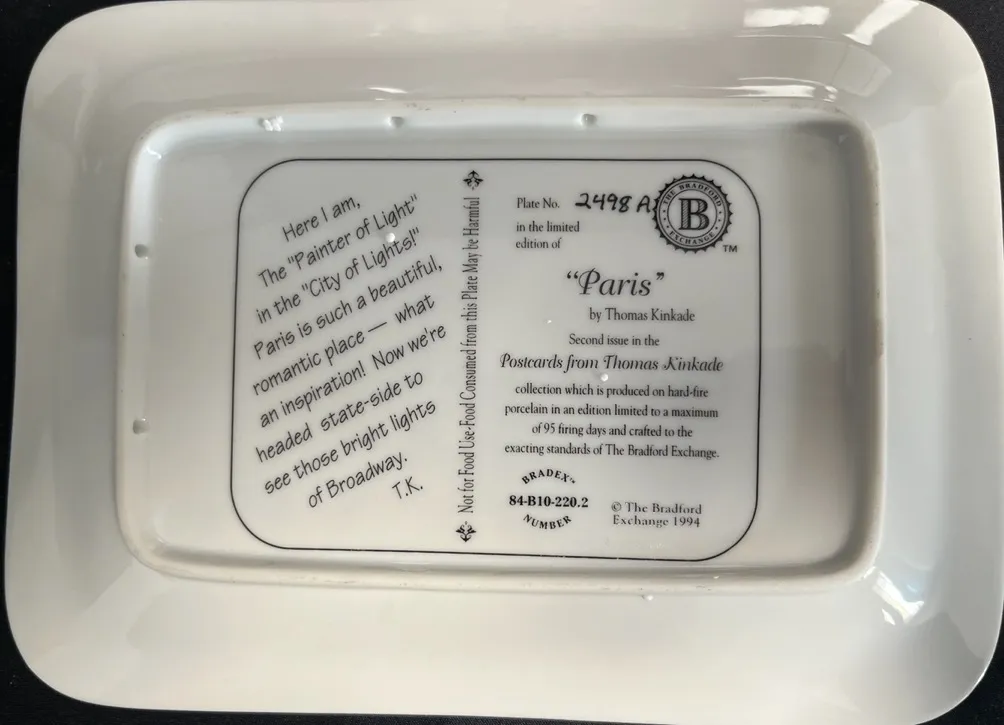 Here I am,
The "Painter of Light"
in the "City of Lights!"
Paris is such a beautiful,
romantic place — what
an inspiration! Now we're
headed state-side to
see those bright lights
of Broadway.
T.K.
Not for Food Use-Food Consumed from this Plate May be Harmful
Plate No. 2498 A
in the limited
edition of
THE BRADFORD
B
EXCHANGE
TM
"Paris"
by Thomas Kinkade
Second issue in the
Postcards from Thomas Kinkade
collection which is produced on hard-fire
porcelain in an edition limited to a maximum
of 95 firing days and crafted to the
exacting standards of The Bradford Exchange.
BRADEX™
84-B10-220.2
NUMBER
© The Bradford
Exchange 1994